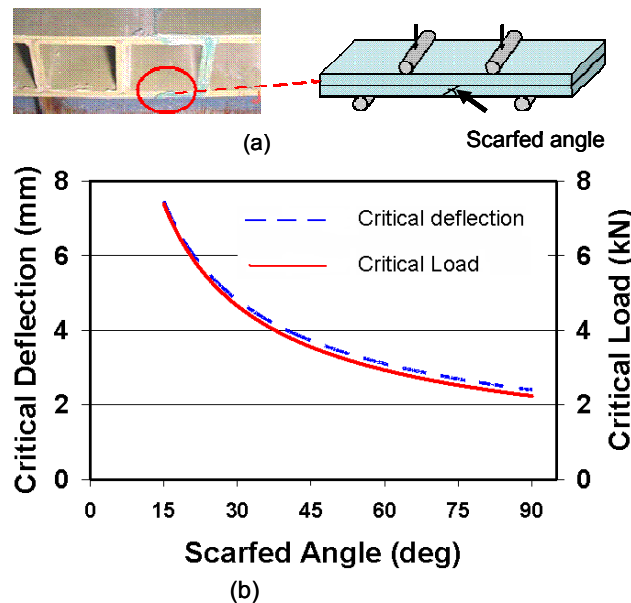 (a)
Scarfed angle
8
6
4
2
0
Critical Deflection (mm)
Critical deflection
Critical Load
8
6
4
2
0
Critical Load (kN)
0 15 30 45 60 75 90
Scarfed Angle (deg)
(b)